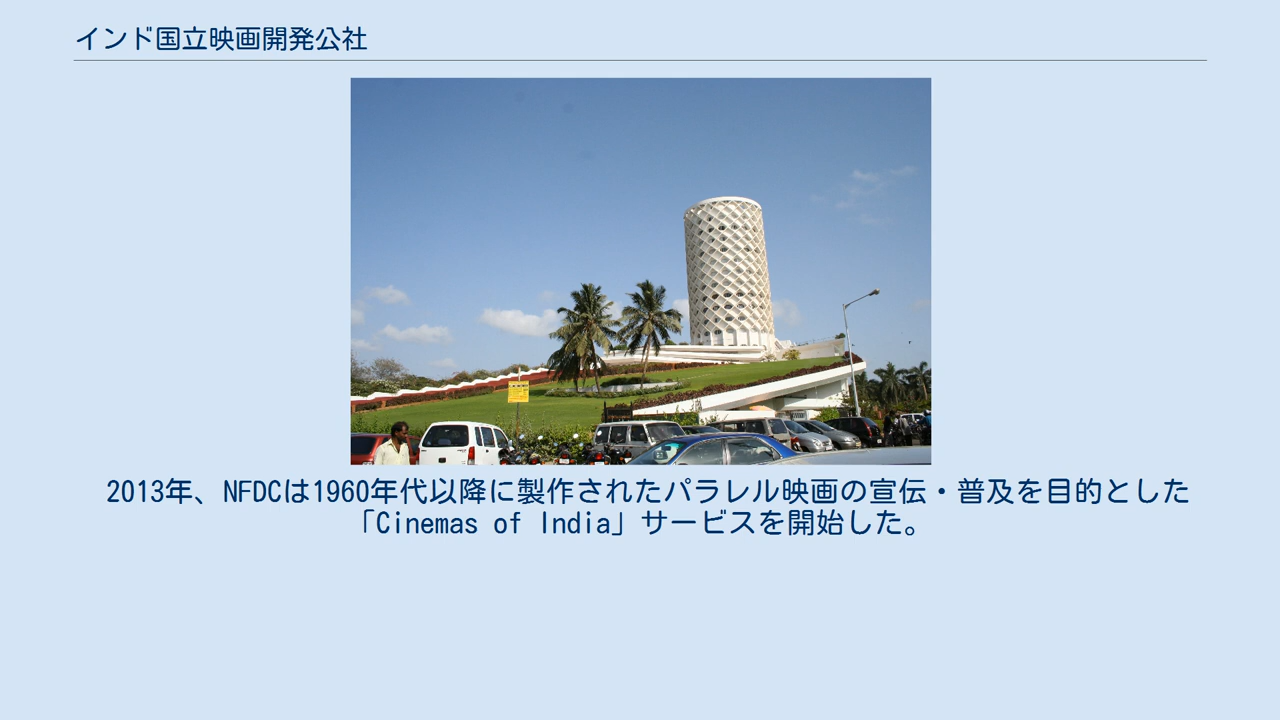 インド国立映画開発公社
2013年、NFDCは1960年代以降に製作されたパラレル映画の宣伝・普及を目的とした
「Cinemas of India」サービスを開始した。